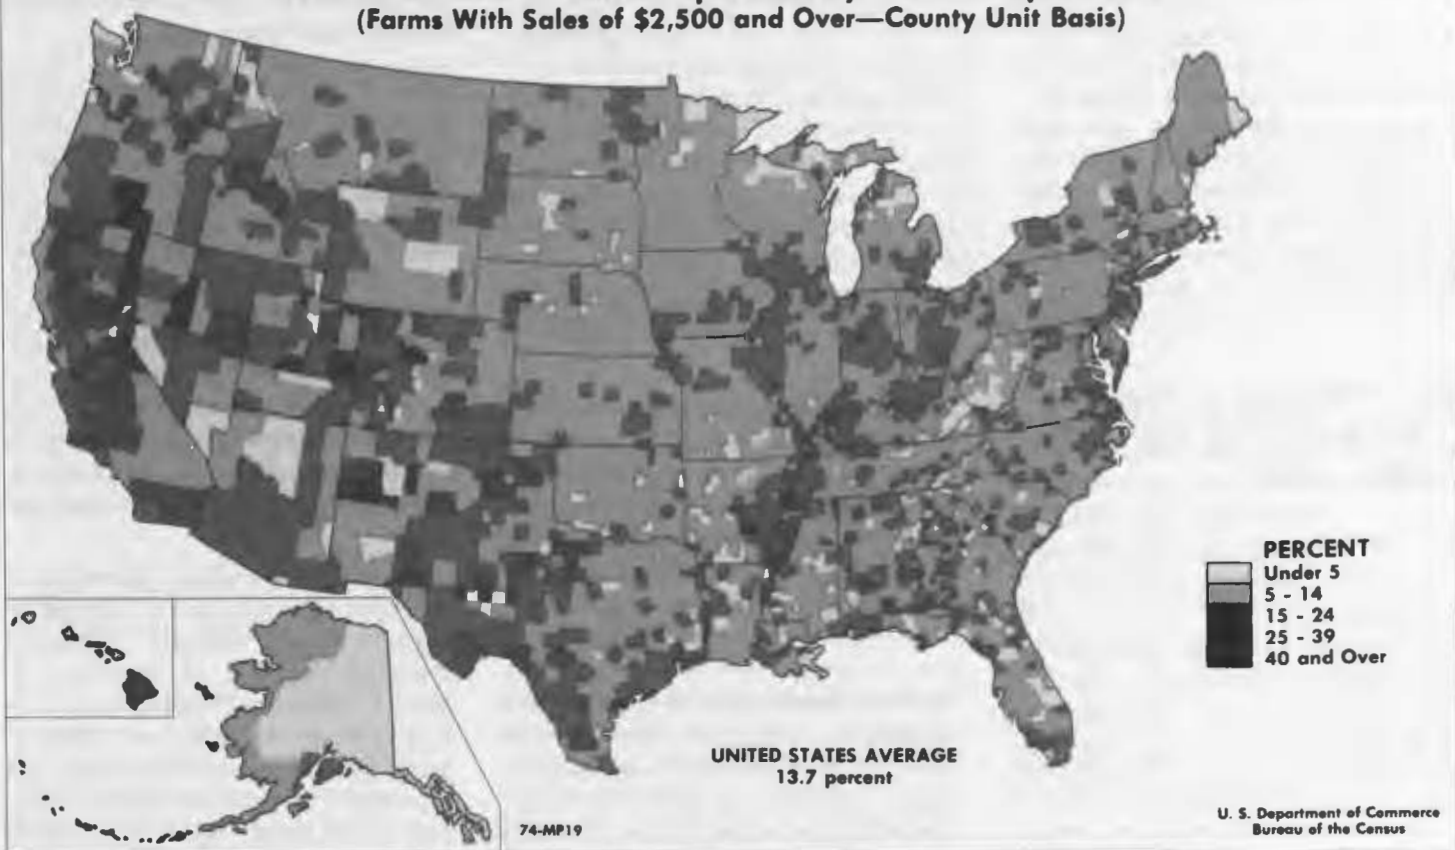 (Farms With Sales of $2,500 and Over—County Unit Basis)
PERCENT
Under 5
5 - 14
15 - 24
25 - 39
40 and Over
UNITED STATES AVERAGE
13.7 percent
74-MP19
U. S. Department of Commerce
Bureau of the Census